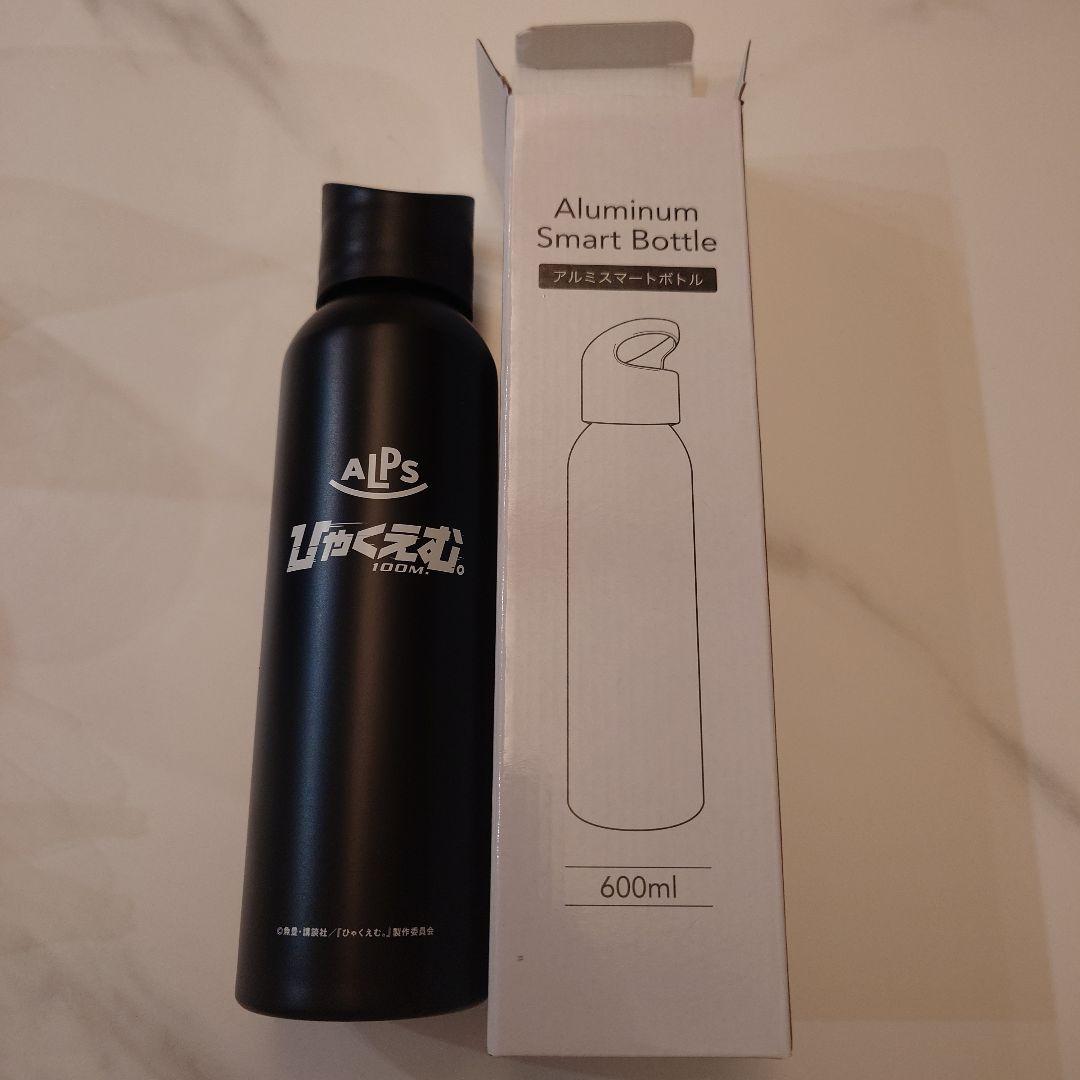 ALPS
ひゃくえむ。
100M.
©魚豊・講談社/『ひゃくえむ。』製作委員会
Aluminum
Smart Bottle
アルミスマートボトル
600ml